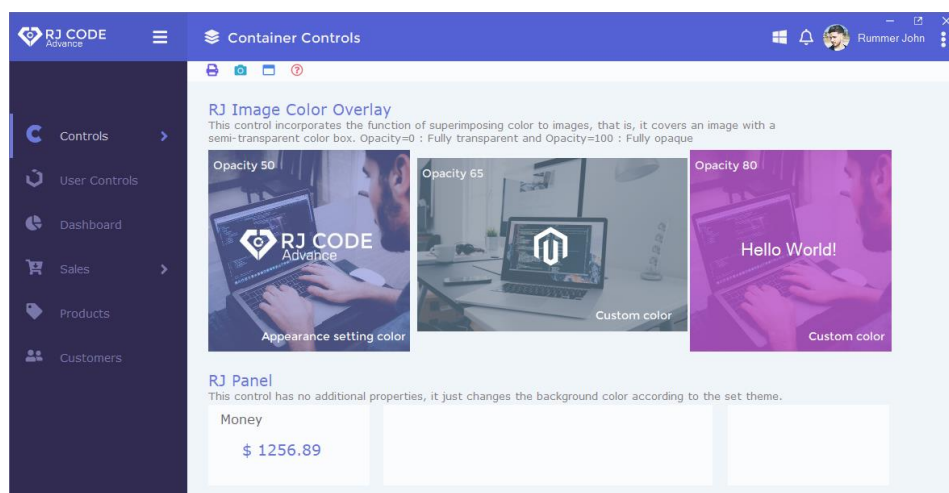 RJ CODE
Advance
Container Controls
Rummer John
Controls
User Controls
Dashboard
Sales
Products
Customers
RJ Image Color Overlay
This control incorporates the function of superimposing color to images, that is, it covers an image with a
semi-transparent color box. Opacity=0 : Fully transparent and Opacity=100 : Fully opaque
Opacity 50
RJ CODE
Advance
Appearance setting color
Opacity 65
Custom color
Opacity 80
Hello World!
Custom color
RJ Panel
This control has no additional properties, it just changes the background color according to the set theme.
Money
$ 1256.89